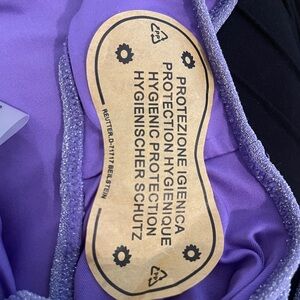 PROTEZIONE IGIENICA
PROTECTION HYGIENIQUE
HYGIENIC PROTECTION
HYGIENISCHER SCHUTZ
REUTTER,D-71717 BEILSTEIN